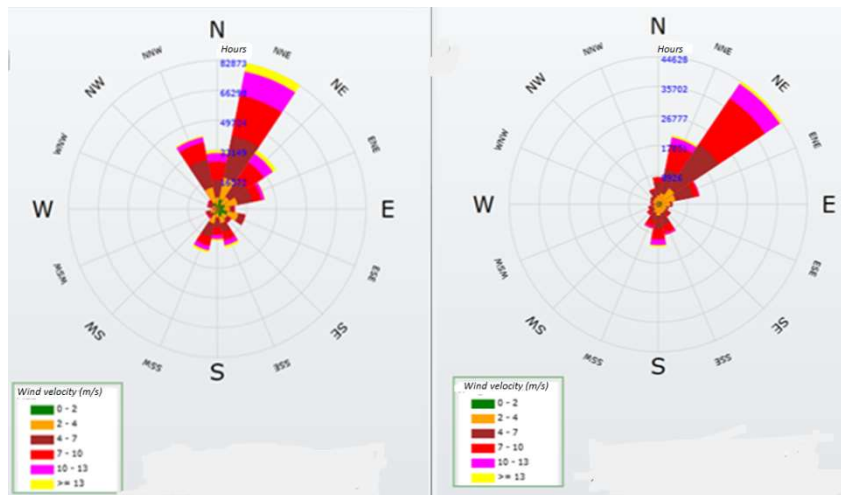 N
Hours
82873
66298
49724
33149
16572
NNE
NE
ENE
E
ESE
SE
SSE
S
SSW
SW
WSW
W
WNW
NW
NNW
Wind velocity (m/s)
0 - 2
2 - 4
4 - 7
7 - 10
10 - 13
>= 13
N
Hours
44628
35702
26777
8926
NNE
NE
ENE
E
ESE
SE
SSE
S
SSW
SW
WSW
W
WNW
NW
NNW
Wind velocity (m/s)
0 - 2
2 - 4
4 - 7
7 - 10
10 - 13
>= 13